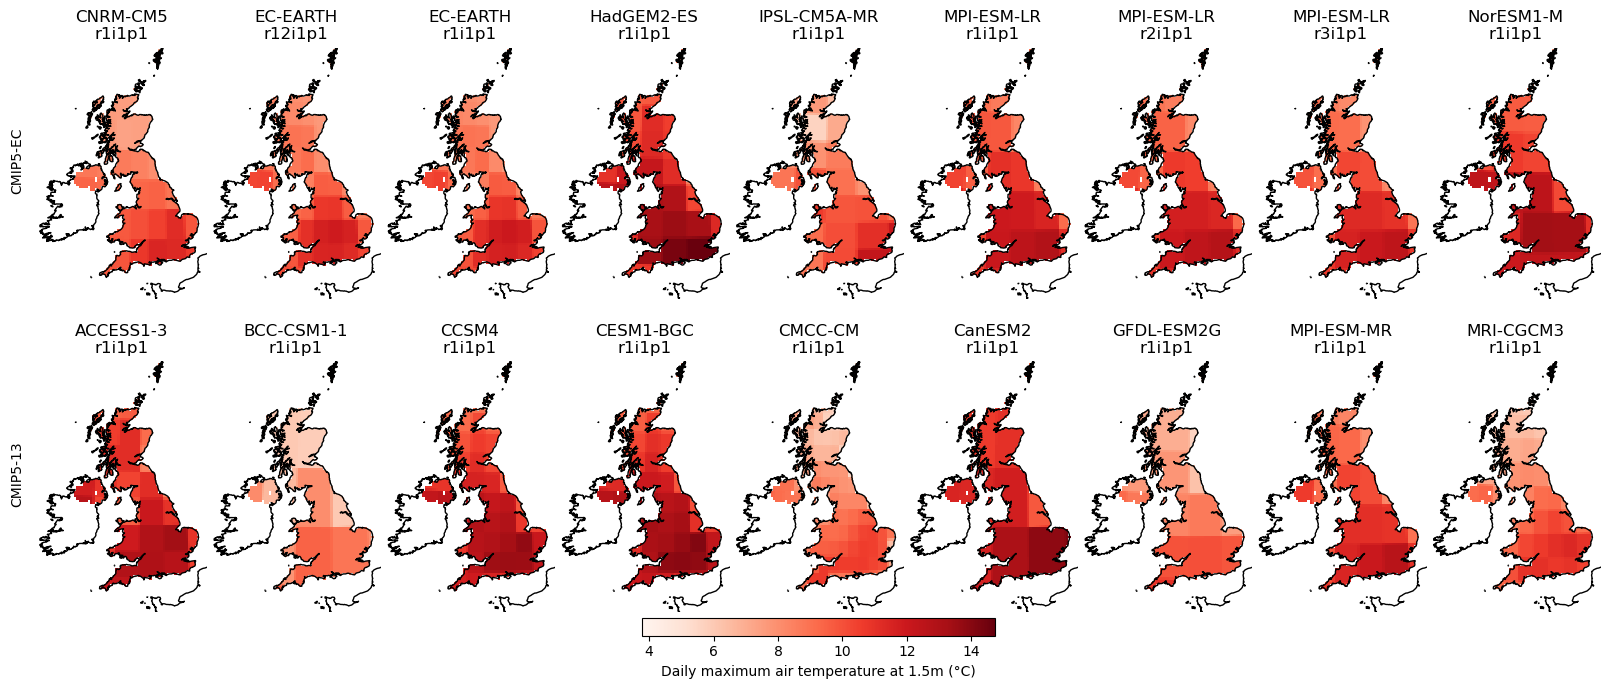 CNRM-CM5
r1i1p1
EC-EARTH
r12i1p1
EC-EARTH
r1i1p1
HadGEM2-ES
r1i1p1
IPSL-CM5A-MR
r1i1p1
MPI-ESM-LR
r1i1p1
MPI-ESM-LR
r2i1p1
MPI-ESM-LR
r3i1p1
NorESM1-M
r1i1p1
CMIP5-EC
ACCESS1-3
r1i1p1
BCC-CSM1-1
r1i1p1
CCSM4
r1i1p1
CESM1-BGC
r1i1p1
CMCC-CM
r1i1p1
CanESM2
r1i1p1
GFDL-ESM2G
r1i1p1
MPI-ESM-MR
r1i1p1
MRI-CGCM3
r1i1p1
CMIP5-13
4 6 8 10 12 14
Daily maximum air temperature at 1.5m (°C)